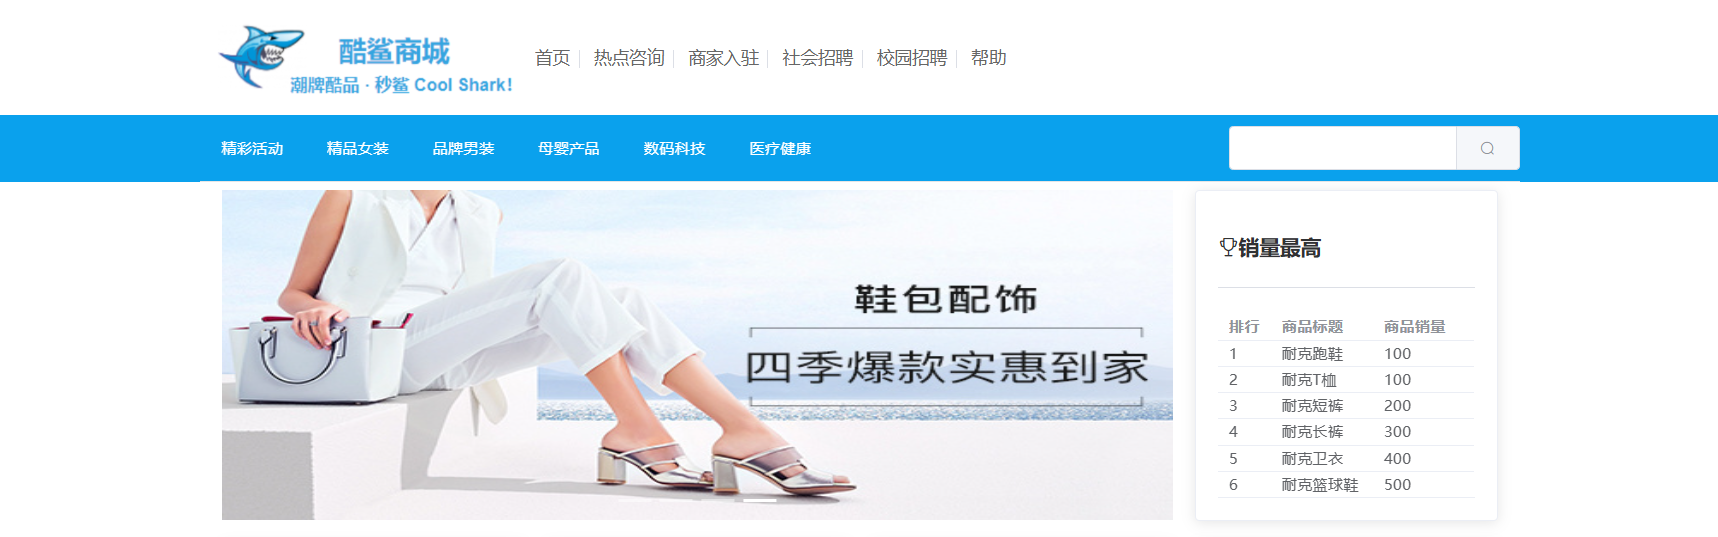 酷鲨商城
潮牌酷品 · 秒鲨 Cool Shark!
首页 热点咨询 商家入驻 社会招聘 校园招聘 帮助
精彩活动 精品女装 品牌男装 母婴产品 数码科技 医疗健康
鞋包配饰
四季爆款实惠到家
销量最高
排行 商品标题 商品销量
1 耐克跑鞋 100
2 耐克T桖 100
3 耐克短裤 200
4 耐克长裤 300
5 耐克卫衣 400
6 耐克篮球鞋 500